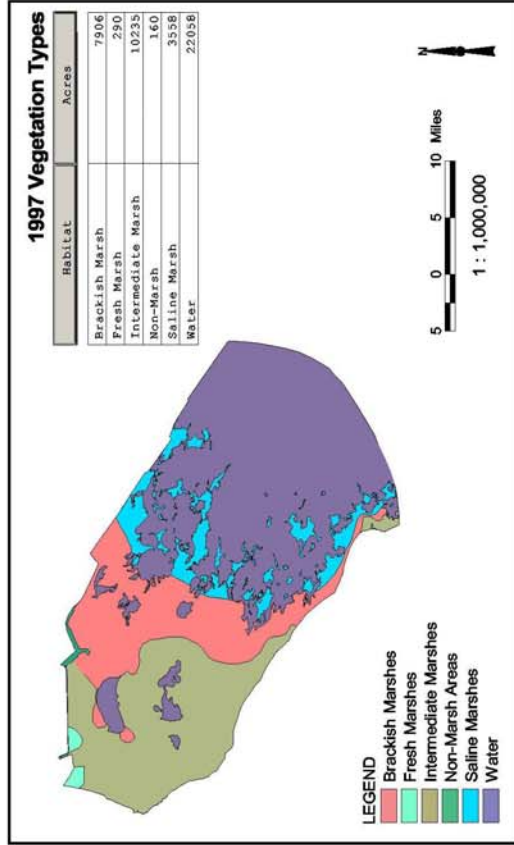 1997 Vegetation Types
Habitat Acres
Brackish Marsh 7906
Fresh Marsh 290
Intermediate Marsh 10235
Non-Marsh 160
Saline Marsh 3558
Water 22058
LEGEND
Brackish Marshes
Fresh Marshes
Intermediate Marshes
Non-Marsh Areas
Saline Marshes
Water
5 0 5 10 Miles
1 : 1,000,000
N